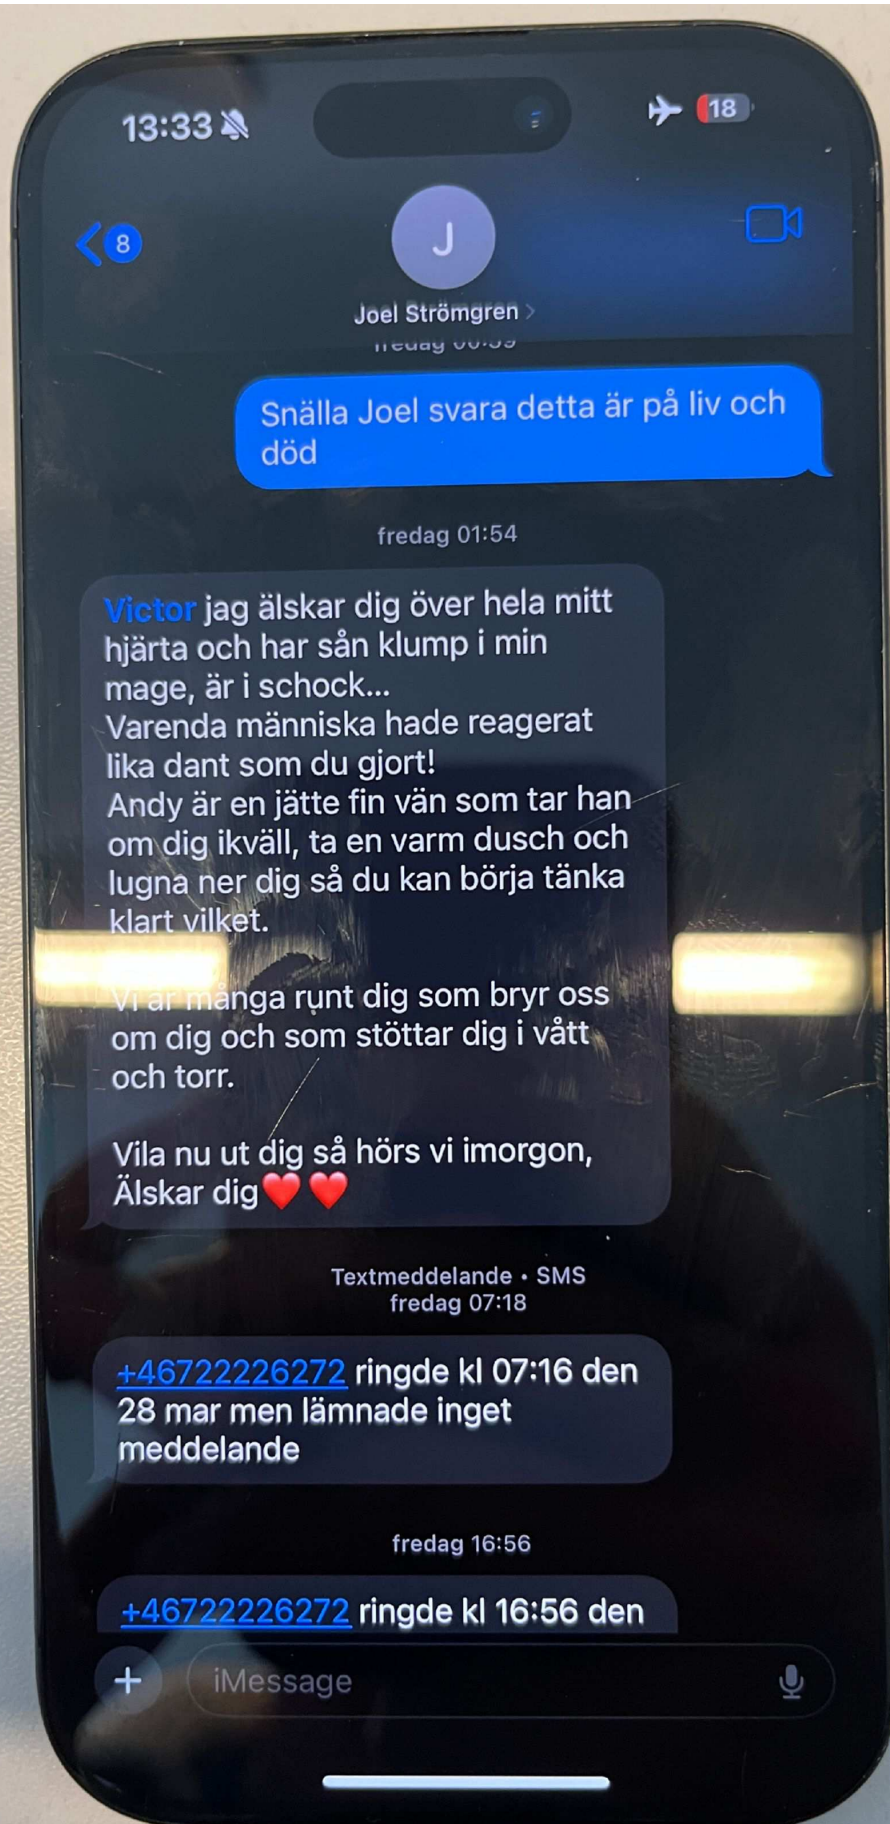 13:33
18
8
J
Joel Strömgren
fredag
Snälla Joel svara detta är på liv och
död
fredag 01:54
Victor jag älskar dig över hela mitt
hjärta och har sån klump i min
mage, är i schock...
Varenda människa hade reagerat
lika dant som du gjort!
Andy är en jätte fin vän som tar han
om dig ikväll, ta en varm dusch och
lugna ner dig så du kan börja tänka
klart vilket.
Vi är många runt dig som bryr oss
om dig och som stöttar dig i vått
och torr.
Vila nu ut dig så hörs vi imorgon,
Älskar dig❤️❤️
Textmeddelande • SMS
fredag 07:18
+46722226272 ringde kl 07:16 den
28 mar men lämnade inget
meddelande
fredag 16:56
+46722226272 ringde kl 16:56 den
iMessage